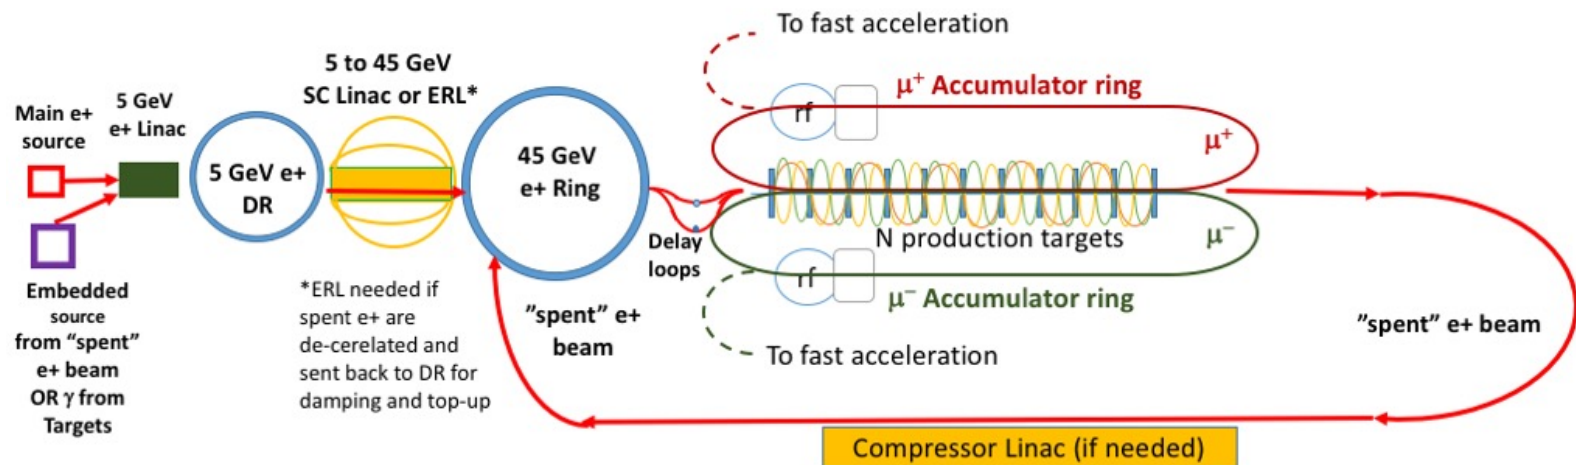 Main e+
source
5 GeV
e+ Linac
Embedded
source
from “spent”
e+ beam
OR γ from
Targets
5 GeV e+
DR
5 to 45 GeV
SC Linac or ERL*
*ERL needed if
spent e+ are
de-cerelated and
sent back to DR for
damping and top-up
45 GeV
e+ Ring
Delay
loops
”spent” e+
beam
To fast acceleration
rf
μ+ Accumulator ring
μ+
N production targets
μ−
rf
μ− Accumulator ring
To fast acceleration
”spent” e+ beam
Compressor Linac (if needed)